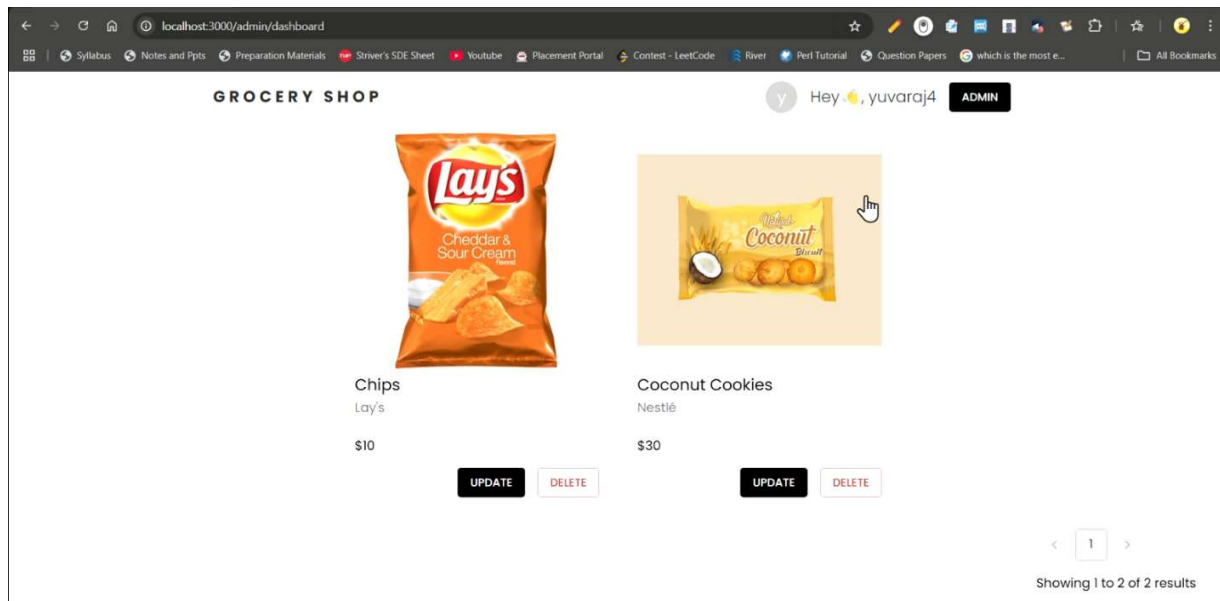 localhost:3000/admin/dashboard
Syllabus Notes and Ppts Preparation Materials Striver's SDE Sheet Youtube Placement Portal Contest - LeetCode River Perl Tutorial Question Papers which is the most e... All Bookmarks
GROCERY SHOP
y Hey 👋, yuvaraj4 ADMIN
Lay's
Cheddar &
Sour Cream
Flavored
Coconut
Biscuit
Chips
Lay's
$10
UPDATE DELETE
Coconut Cookies
Nestlé
$30
UPDATE DELETE
< 1 >
Showing 1 to 2 of 2 results